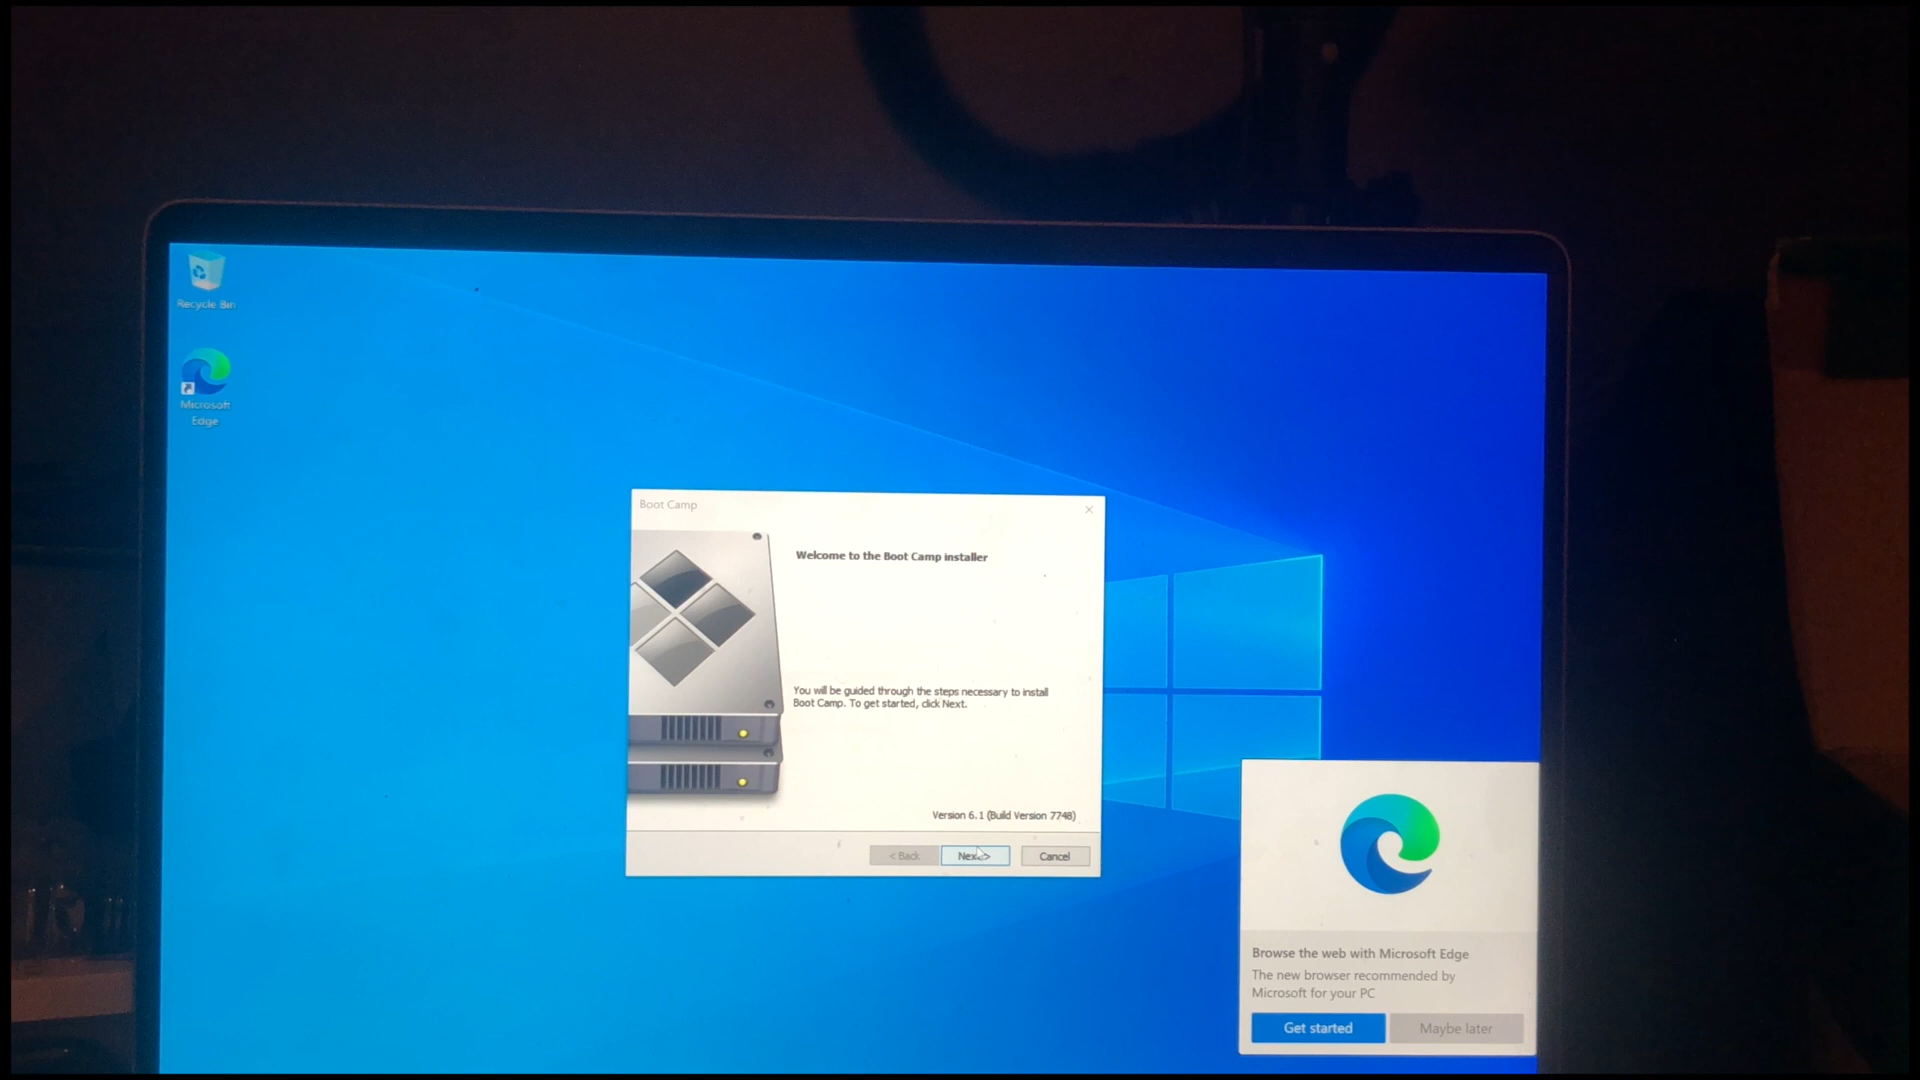 Recycle Bin
Microsoft
Edge
Boot Camp
Welcome to the Boot Camp installer
You will be guided through the steps necessary to install
Boot Camp. To get started, click Next.
Version 6.1 (Build Version 7748)
< Back
Next >
Cancel
Browse the web with Microsoft Edge
The new browser recommended by
Microsoft for your PC
Get started
Maybe later